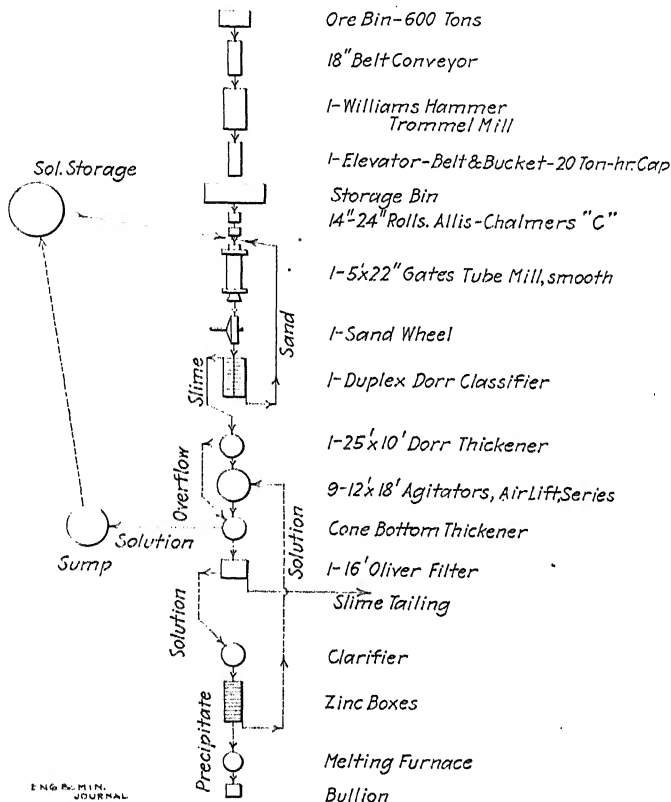 Ore Bin-600 Tons
18" Belt Conveyor
1-Williams Hammer
Trommel Mill
1-Elevator-Belt & Bucket-20 Ton-hr. Cap
Sol. Storage
Storage Bin
14"-24" Rolls. Allis-Chalmers "C"
1-5'x22" Gates Tube Mill, smooth
Sand
1-Sand Wheel
Slime
1-Duplex Dorr Classifier
1-25'x10' Dorr Thickener
Overflow
9-12'x18' Agitators, Air Lift, Series
Solution
Cone Bottom Thickener
Solution
Sump
1-16' Oliver Filter
Slime Tailing
Solution
Clarifier
Zinc Boxes
Precipitate
Melting Furnace
Bullion
ENG & MIN.
JOURNAL